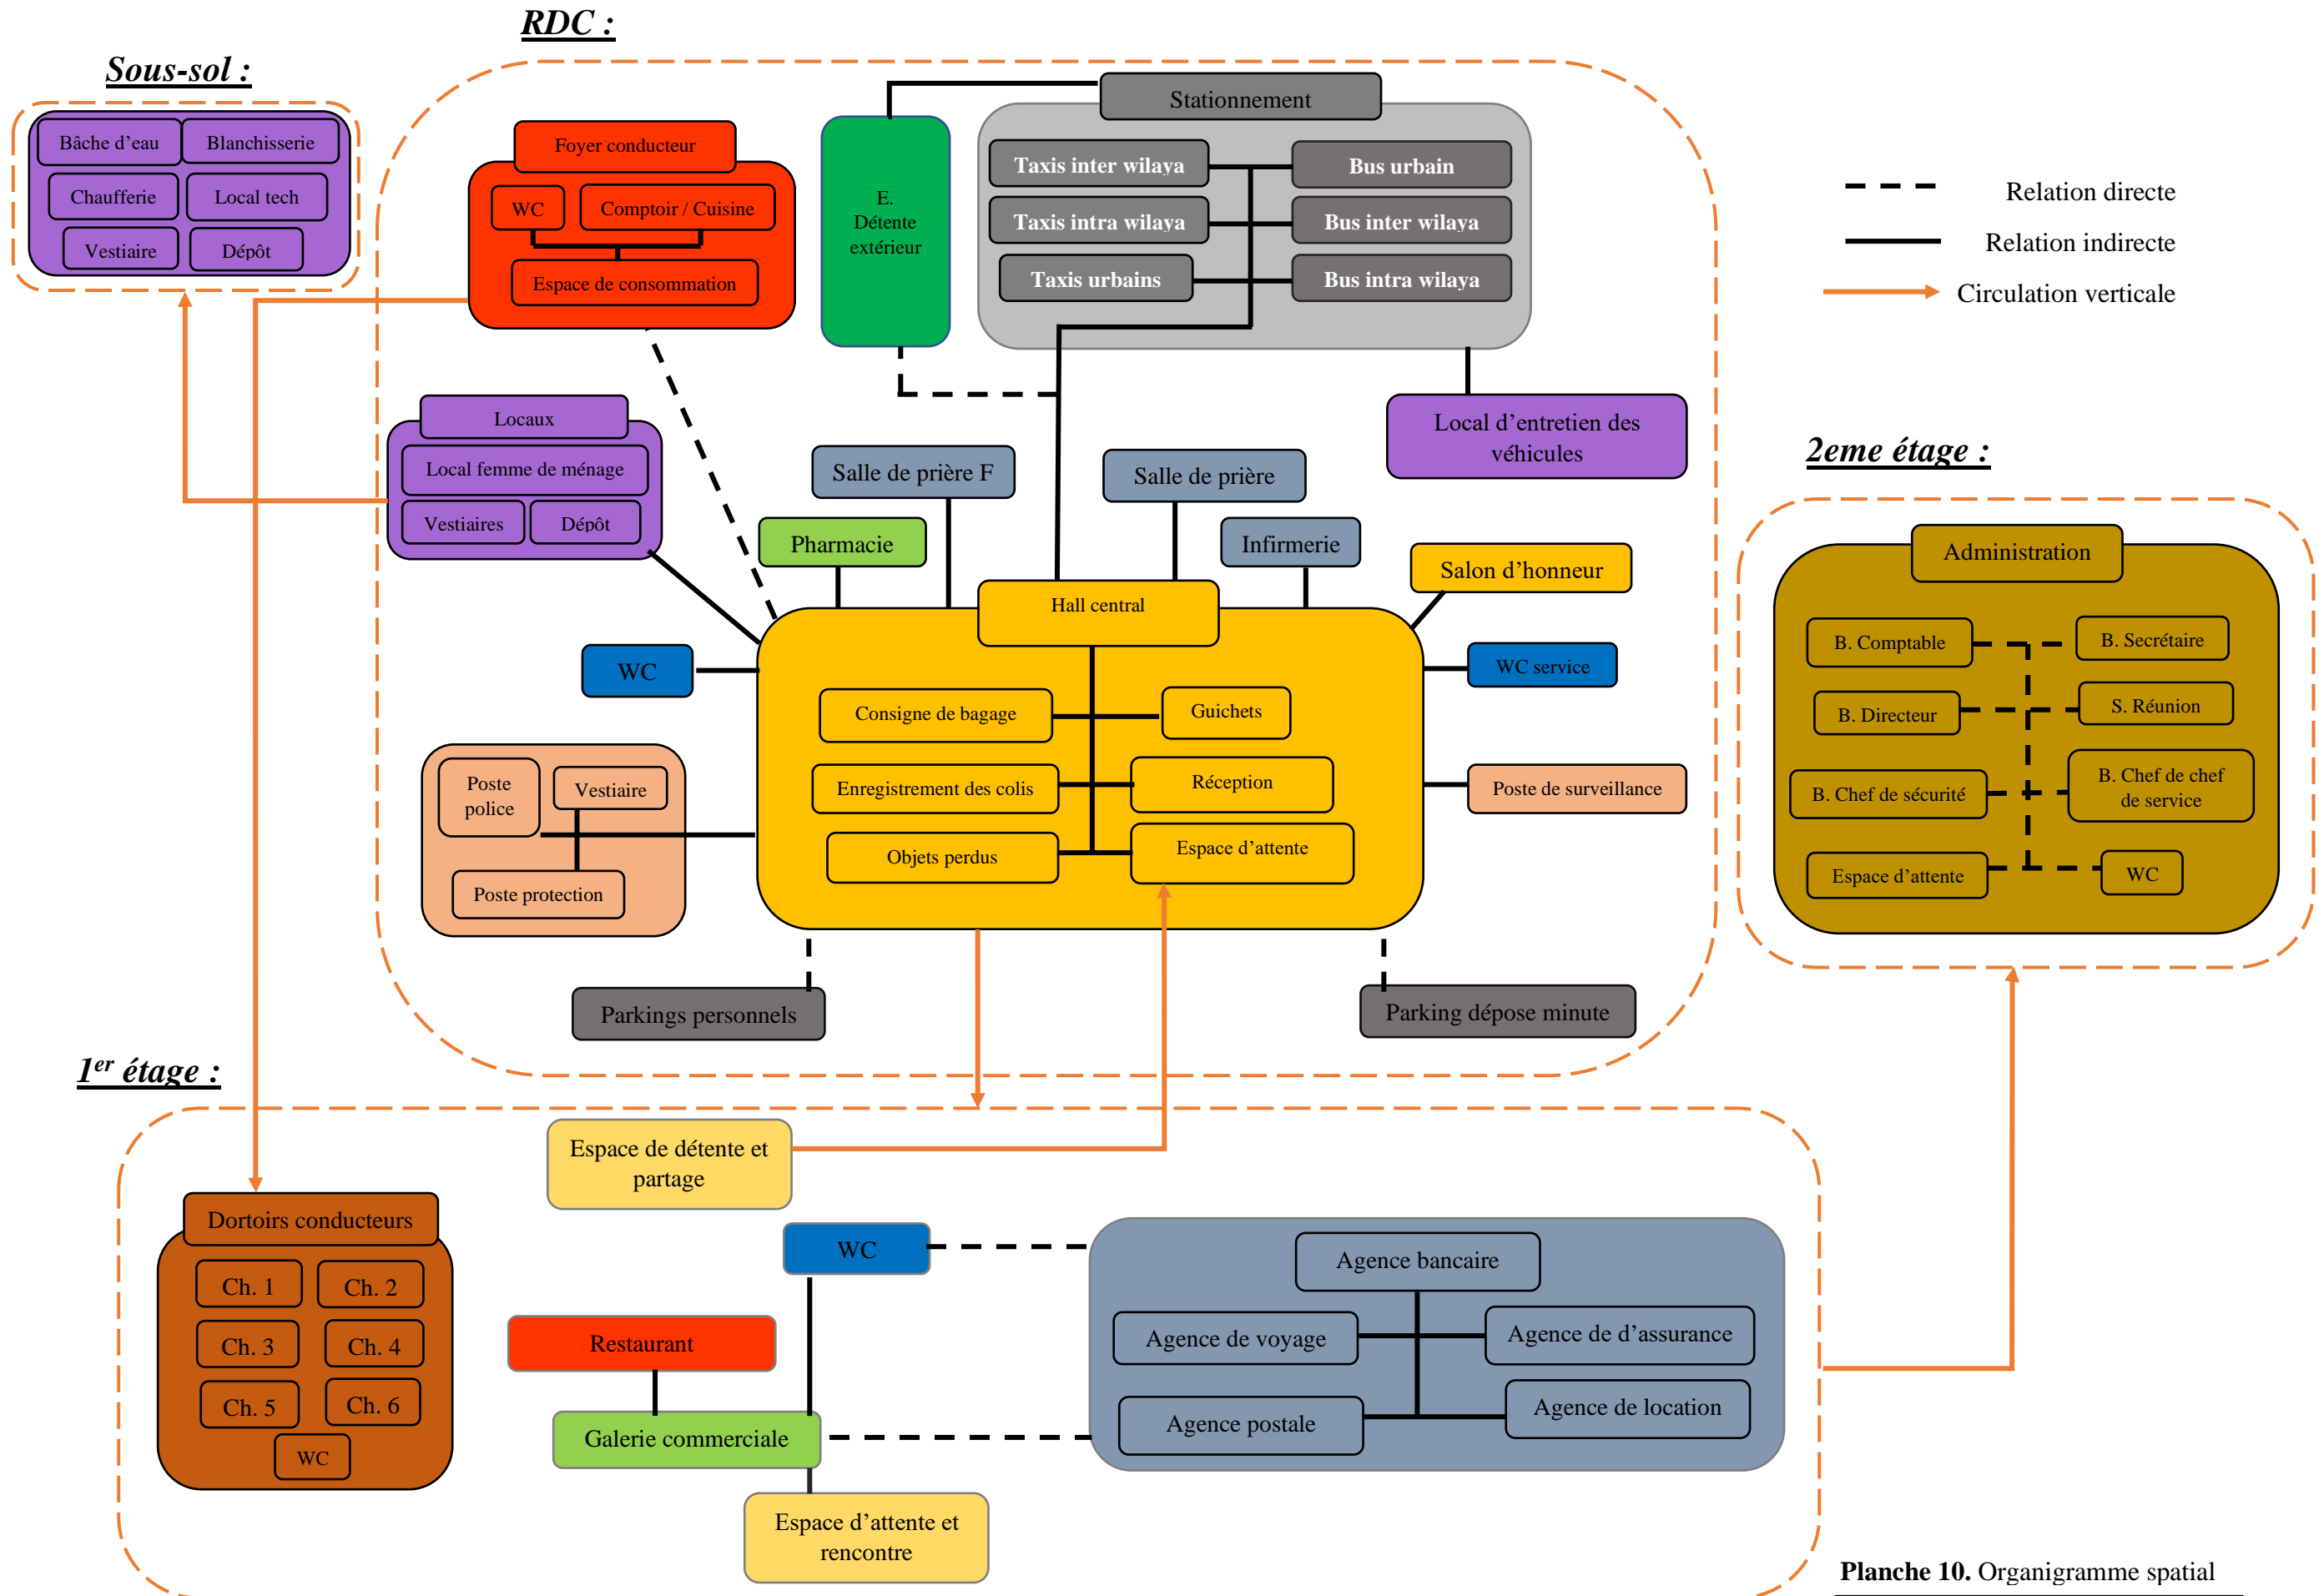 RDC :
Sous-sol :
Bâche d'eau
Blanchisserie
Chaufferie
Local tech
Vestiaire
Dépôt
Foyer conducteur
WC
Comptoir / Cuisine
Espace de consommation
E.
Détente
extérieur
Stationnement
Taxis inter wilaya
Bus urbain
Taxis intra wilaya
Bus inter wilaya
Taxis urbains
Bus intra wilaya
Relation directe
Relation indirecte
Circulation verticale
Locaux
Local femme de ménage
Vestiaires
Dépôt
Salle de prière F
Salle de prière
Local d'entretien des
véhicules
Pharmacie
Infirmerie
Salon d'honneur
Hall central
WC
WC service
Consigne de bagage
Guichets
Enregistrement des colis
Réception
Objets perdus
Espace d'attente
Poste
police
Vestiaire
Poste protection
Poste de surveillance
Parkings personnels
Parking dépose minute
2eme étage :
Administration
B. Comptable
B. Secrétaire
B. Directeur
S. Réunion
B. Chef de sécurité
B. Chef de chef
de service
Espace d'attente
WC
1er étage :
Espace de détente et
partage
Dortoirs conducteurs
Ch. 1
Ch. 2
Ch. 3
Ch. 4
Ch. 5
Ch. 6
WC
WC
Restaurant
Galerie commerciale
Espace d'attente et
rencontre
Agence bancaire
Agence de voyage
Agence de d'assurance
Agence postale
Agence de location
Planche 10. Organigramme spatial